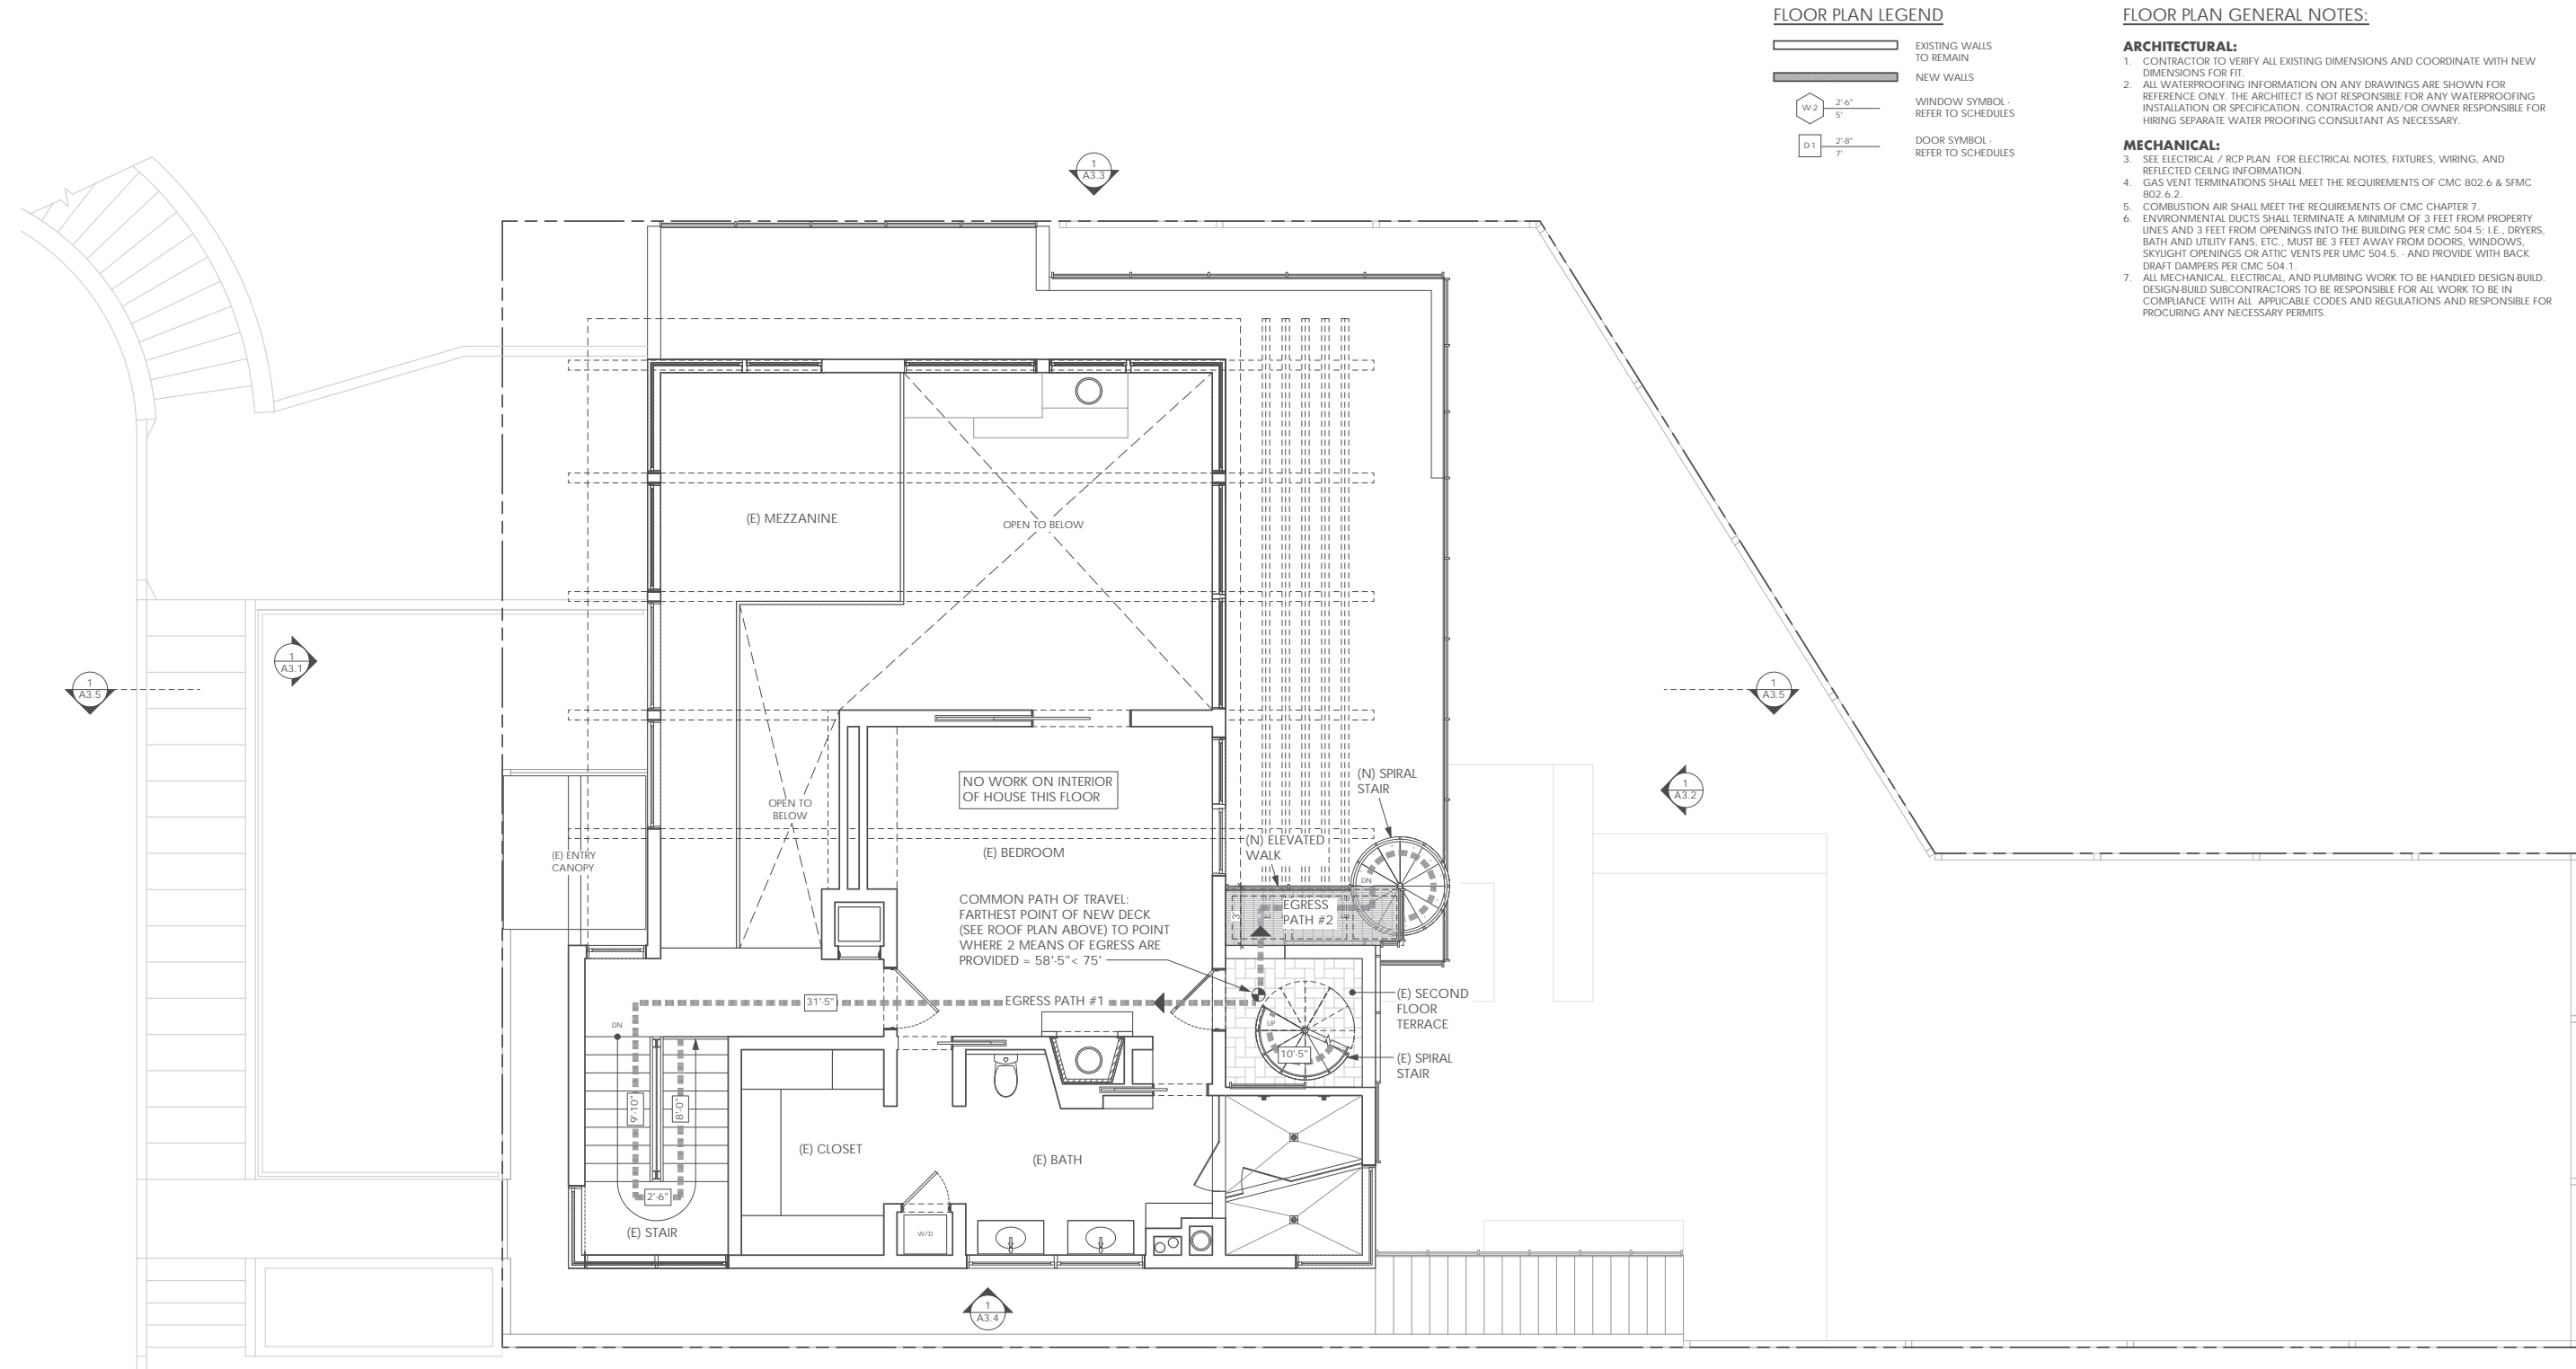 FLOOR PLAN LEGEND
EXISTING WALLS
TO REMAIN
NEW WALLS
W-2
2'-6"
5'
WINDOW SYMBOL -
REFER TO SCHEDULES
D-1
2'-8"
7'
DOOR SYMBOL -
REFER TO SCHEDULES
FLOOR PLAN GENERAL NOTES:
ARCHITECTURAL:
1. CONTRACTOR TO VERIFY ALL EXISTING DIMENSIONS AND COORDINATE WITH NEW
DIMENSIONS FOR FIT.
2. ALL WATERPROOFING INFORMATION ON ANY DRAWINGS ARE SHOWN FOR
REFERENCE ONLY. THE ARCHITECT IS NOT RESPONSIBLE FOR ANY WATERPROOFING
INSTALLATION OR SPECIFICATION. CONTRACTOR AND/OR OWNER RESPONSIBLE FOR
HIRING SEPARATE WATER PROOFING CONSULTANT AS NECESSARY.
MECHANICAL:
3. SEE ELECTRICAL / RCP PLAN FOR ELECTRICAL NOTES, FIXTURES, WIRING, AND
REFLECTED CEILNG INFORMATION.
4. GAS VENT TERMINATIONS SHALL MEET THE REQUIREMENTS OF CMC 802.6 & SFMC
802.6.2.
5. COMBUSTION AIR SHALL MEET THE REQUIREMENTS OF CMC CHAPTER 7.
6. ENVIRONMENTAL DUCTS SHALL TERMINATE A MINIMUM OF 3 FEET FROM PROPERTY
LINES AND 3 FEET FROM OPENINGS INTO THE BUILDING PER CMC 504.5; I.E., DRYERS,
BATH AND UTILITY FANS, ETC., MUST BE 3 FEET AWAY FROM DOORS, WINDOWS,
SKYLIGHT OPENINGS OR ATTIC VENTS PER UMC 504.5. - AND PROVIDE WITH BACK
DRAFT DAMPERS PER CMC 504.1.
7. ALL MECHANICAL, ELECTRICAL, AND PLUMBING WORK TO BE HANDLED DESIGN-BUILD.
DESIGN-BUILD SUBCONTRACTORS TO BE RESPONSIBLE FOR ALL WORK TO BE IN
COMPLIANCE WITH ALL APPLICABLE CODES AND REGULATIONS AND RESPONSIBLE FOR
PROCURING ANY NECESSARY PERMITS.
1
A3.3
(E) MEZZANINE
OPEN TO BELOW
1
A3.1
1
A3.5
1
A3.5
1
A3.2
NO WORK ON INTERIOR
OF HOUSE THIS FLOOR
(N) SPIRAL
STAIR
OPEN TO
BELOW
(N) ELEVATED
WALK
(E) BEDROOM
(E) ENTRY
CANOPY
DN
COMMON PATH OF TRAVEL:
FARTHEST POINT OF NEW DECK
(SEE ROOF PLAN ABOVE) TO POINT
WHERE 2 MEANS OF EGRESS ARE
PROVIDED = 58'-5"< 75'
3'
EGRESS
PATH #2
31'-5"
EGRESS PATH #1
(E) SECOND
FLOOR
TERRACE
DN
UP
10'-5"
(E) SPIRAL
STAIR
9'-10"
8'-0"
(E) CLOSET
(E) BATH
2'-6"
(E) STAIR
W/D
1
A3.4